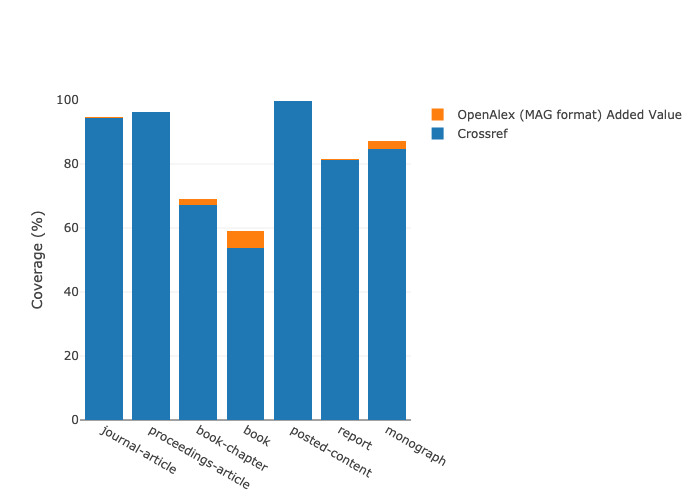 OpenAlex (MAG format) Added Value
Crossref
Coverage (%)
100
80
60
40
20
0
journal-article
proceedings-article
book-chapter
book
posted-content
report
monograph